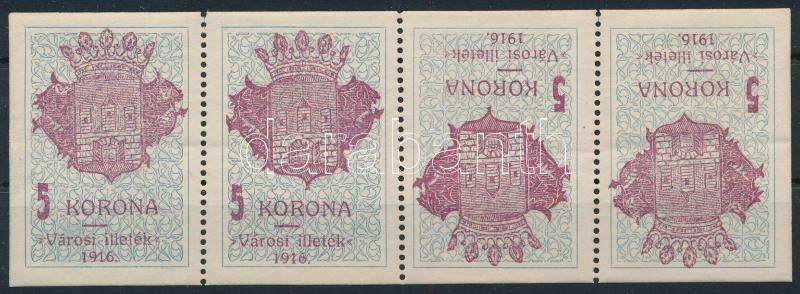 5 KORONA
»Városi illeték«
1916.
5 KORONA
»Városi illeték«
1916.
5 KORONA
»Városi illeték«
1916.
5 KORONA
»Városi illeték«
1916.
darabanth